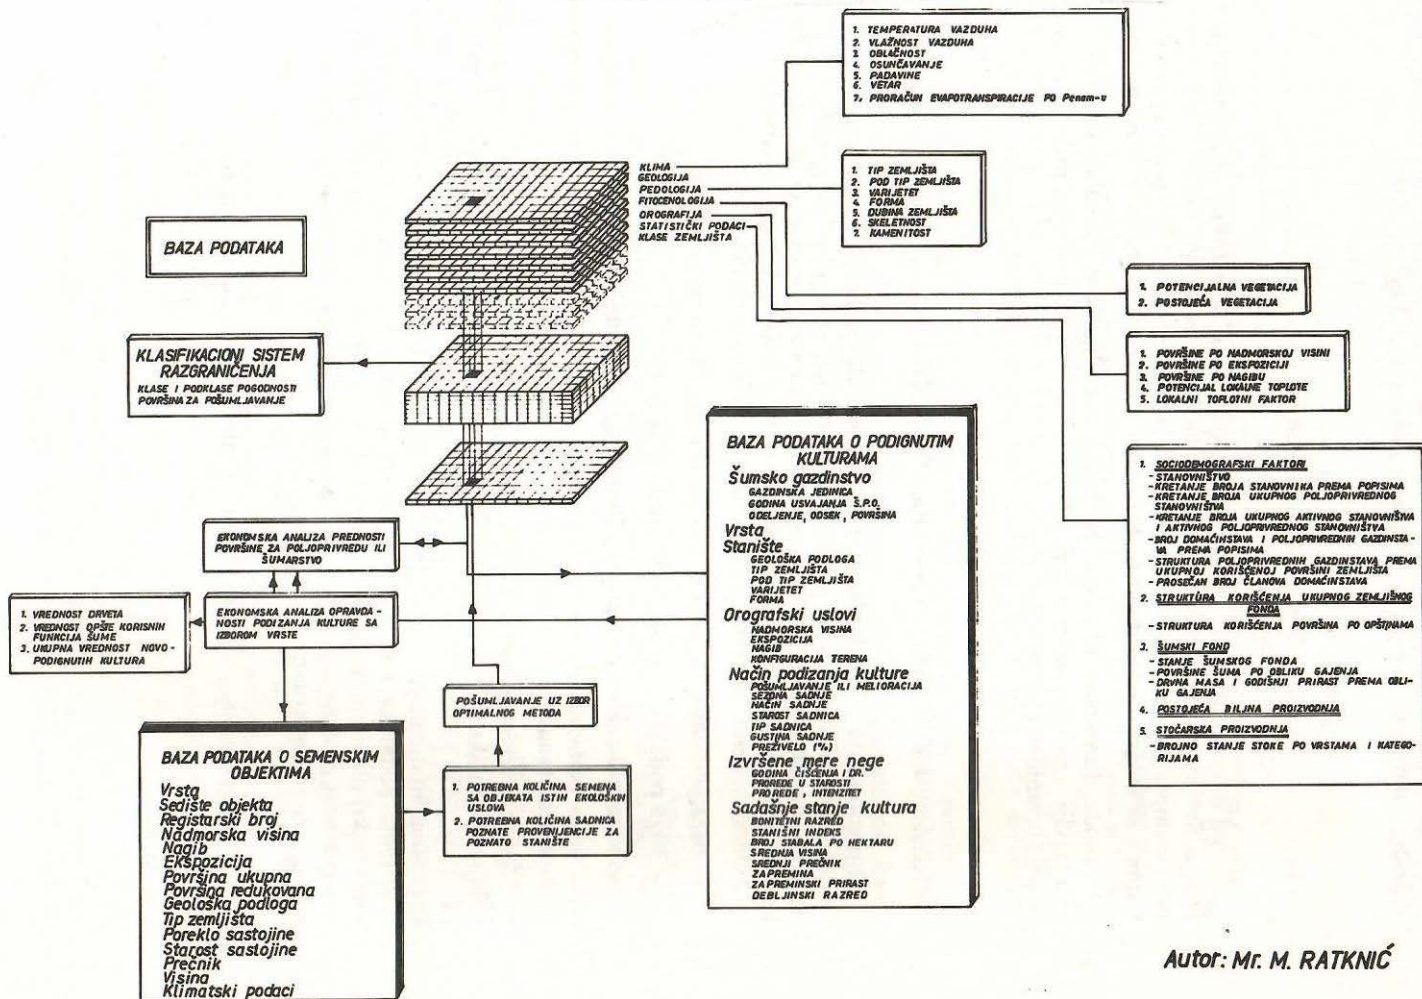 1. TEMPERATURA VAZDUHA
2. VLAŽNOST VAZDUHA
3. OBLAČNOST
4. OSUNČAVANJE
5. PADAVINE
6. VETAR
7. PRORAČUN EVAPOTRANSPIRACIJE PO Penam-u
KLIMA
GEOLOGIJA
PEDOLOGIJA
FITOCENOLOGIJA
OROGRAFIJA
STATISTIČKI PODACI
KLASE ZEMLJIŠTA
1. TIP ZEMLJIŠTA
2. POD TIP ZEMLJIŠTA
3. VARIJETET
4. FORMA
5. DUBINA ZEMLJIŠTA
6. SKELETNOST
7. KAMENITOST
BAZA PODATAKA
1. POTENCIJALNA VEGETACIJA
2. POSTOJEĆA VEGETACIJA
KLASIFIKACIONI SISTEM
RAZGRANIČENJA
KLASE I PODKLASE POGODNOSTI
POVRŠINA ZA POŠUMLJAVANJE
1. POVRŠINE PO NADMORSKOJ VISINI
2. POVRŠINE PO EKSPOZICIJI
3. POVRŠINE PO NAGIBU
4. POTENCIJAL LOKALNE TOPLOTE
5. LOKALNI TOPLOTNI FAKTOR
BAZA PODATAKA O PODIGNUTIM
KULTURAMA
Šumsko gazdinstvo
GAZDINSKA JEDINICA
GODINA USVAJANJA Š.P.O.
ODELJENJE, ODSEK, POVRŠINA
Vrsta
Stanište
GEOLOŠKA PODLOGA
TIP ZEMLJIŠTA
POD TIP ZEMLJIŠTA
VARIJETET
FORMA
Orografski uslovi
NADMORSKA VISINA
EKSPOZICIJA
NAGIB
KONFIGURACIJA TERENA
Način podizanja kulture
POŠUMLJAVANJE ILI MELIORACIJA
SEZONA SADNJE
NAČIN SADNJE
STAROST SADNICA
TIP SADNICA
GUSTINA SADNJE
PREŽIVELO (%)
Izvršene mere nege
GODINA ČIŠĆENJA I DR.
PROREDE U STAROSTI
PROREDE, INTENZITET
Sadašnje stanje kultura
BONITETNI RAZRED
STANIŠNI INDEKS
BROJ STABALA PO HEKTARU
SREDNJA VISINA
SREDNJI PREČNIK
ZAPREMINA
ZAPREMINSKI PRIRAST
DEBLJINSKI RAZRED
1. SOCIODEMOGRAFSKI FAKTORI
- STANOVNIŠTVO
- KRETANJE BROJA STANOVNIKA PREMA POPISIMA
- KRETANJE BROJA UKUPNOG POLJOPRIVREDNOG
STANOVNIŠTVA
- KRETANJE BROJA UKUPNOG AKTIVNOG STANOVNIŠTVA
I AKTIVNOG POLJOPRIVREDNOG STANOVNIŠTVA
- BROJ DOMAĆINSTAVA I POLJOPRIVREDNIH GAZDINSTA-
VA PREMA POPISIMA
- STRUKTURA POLJOPRIVREDNIH GAZDINSTAVA PREMA
UKUPNOJ KORIŠĆENOJ POVRŠINI ZEMLJIŠTA
- PROSEČAN BROJ ČLANOVA DOMAĆINSTAVA
2. STRUKTURA KORIŠĆENJA UKUPNOG ZEMLJIŠNOG
FONDA
- STRUKTURA KORIŠĆENJA POVRŠINA PO OPŠTINAMA
3. ŠUMSKI FOND
- STANJE ŠUMSKOG FONDA
- POVRŠINE ŠUMA PO OBLIKU GAJENJA
- DRVNA MASA I GODIŠNJI PRIRAST PREMA OBLI-
KU GAJENJA
4. POSTOJEĆA BILJNA PROIZVODNJA
5. STOČARSKA PROIZVODNJA
- BROJNO STANJE STOKE PO VRSTAMA I KATEGO-
RIJAMA
EKONOMSKA ANALIZA PREDNOSTI
POVRŠINE ZA POLJOPRIVREDU ILI
ŠUMARSTVO
1. VREDNOST DRVETA
2. VREDNOST OPŠTE KORISNIH
FUNKCIJA ŠUME
3. UKUPNA VREDNOST NOVO-
PODIGNUTIH KULTURA
EKONOMSKA ANALIZA OPRAVDA-
NOSTI PODIZANJA KULTURE SA
IZBOROM VRSTE
POŠUMLJAVANJE UZ IZBOR
OPTIMALNOG METODA
BAZA PODATAKA O SEMENSKIM
OBJEKTIMA
Vrsta
Sedište objekta
Registarski broj
Nadmorska visina
Nagib
Ekspozicija
Površina ukupna
Površina redukovana
Geološka podloga
Tip zemljišta
Poreklo sastojine
Starost sastojine
Prečnik
Visina
Klimatski podaci
1. POTREBNA KOLIČINA SEMENA
SA OBJEKATA ISTIH EKOLOŠKIH
USLOVA
2. POTREBNA KOLIČINA SADNICA
POZNATE PROVENIJENCIJE ZA
POZNATO STANIŠTE
Autor: Mr. M. RATKNIĆ